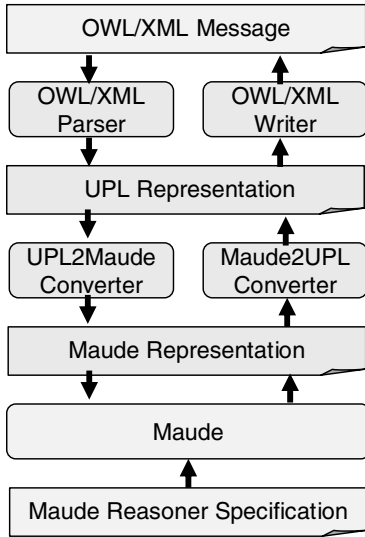 OWL/XML Message
OWL/XML
Parser
OWL/XML
Writer
UPL Representation
UPL2Maude
Converter
Maude2UPL
Converter
Maude Representation
Maude
Maude Reasoner Specification